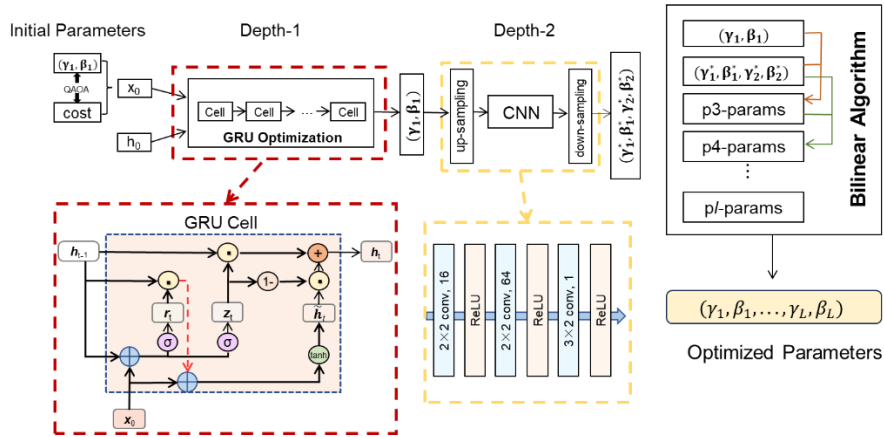 Initial Parameters
Depth-1
Depth-2
(γ₁, β₁)
QAOA
cost
x₀
h₀
Cell
Cell
...
Cell
GRU Optimization
(γ₁, β₁)
up-sampling
CNN
down-sampling
(γ₁*, β₁*, γ₂*, β₂*)
(γ₁, β₁)
(γ₁*, β₁*, γ₂*, β₂*)
p3-params
p4-params
⋮
pl-params
Bilinear Algorithm
GRU Cell
hₜ₋₁
hₜ
+
1-
rₜ
zₜ
h̃ₜ
σ
σ
tanh
x₀
2×2 conv, 16
ReLU
2×2 conv, 64
ReLU
3×2 conv, 1
ReLU
(γ₁, β₁, ..., γ_L, β_L)
Optimized Parameters